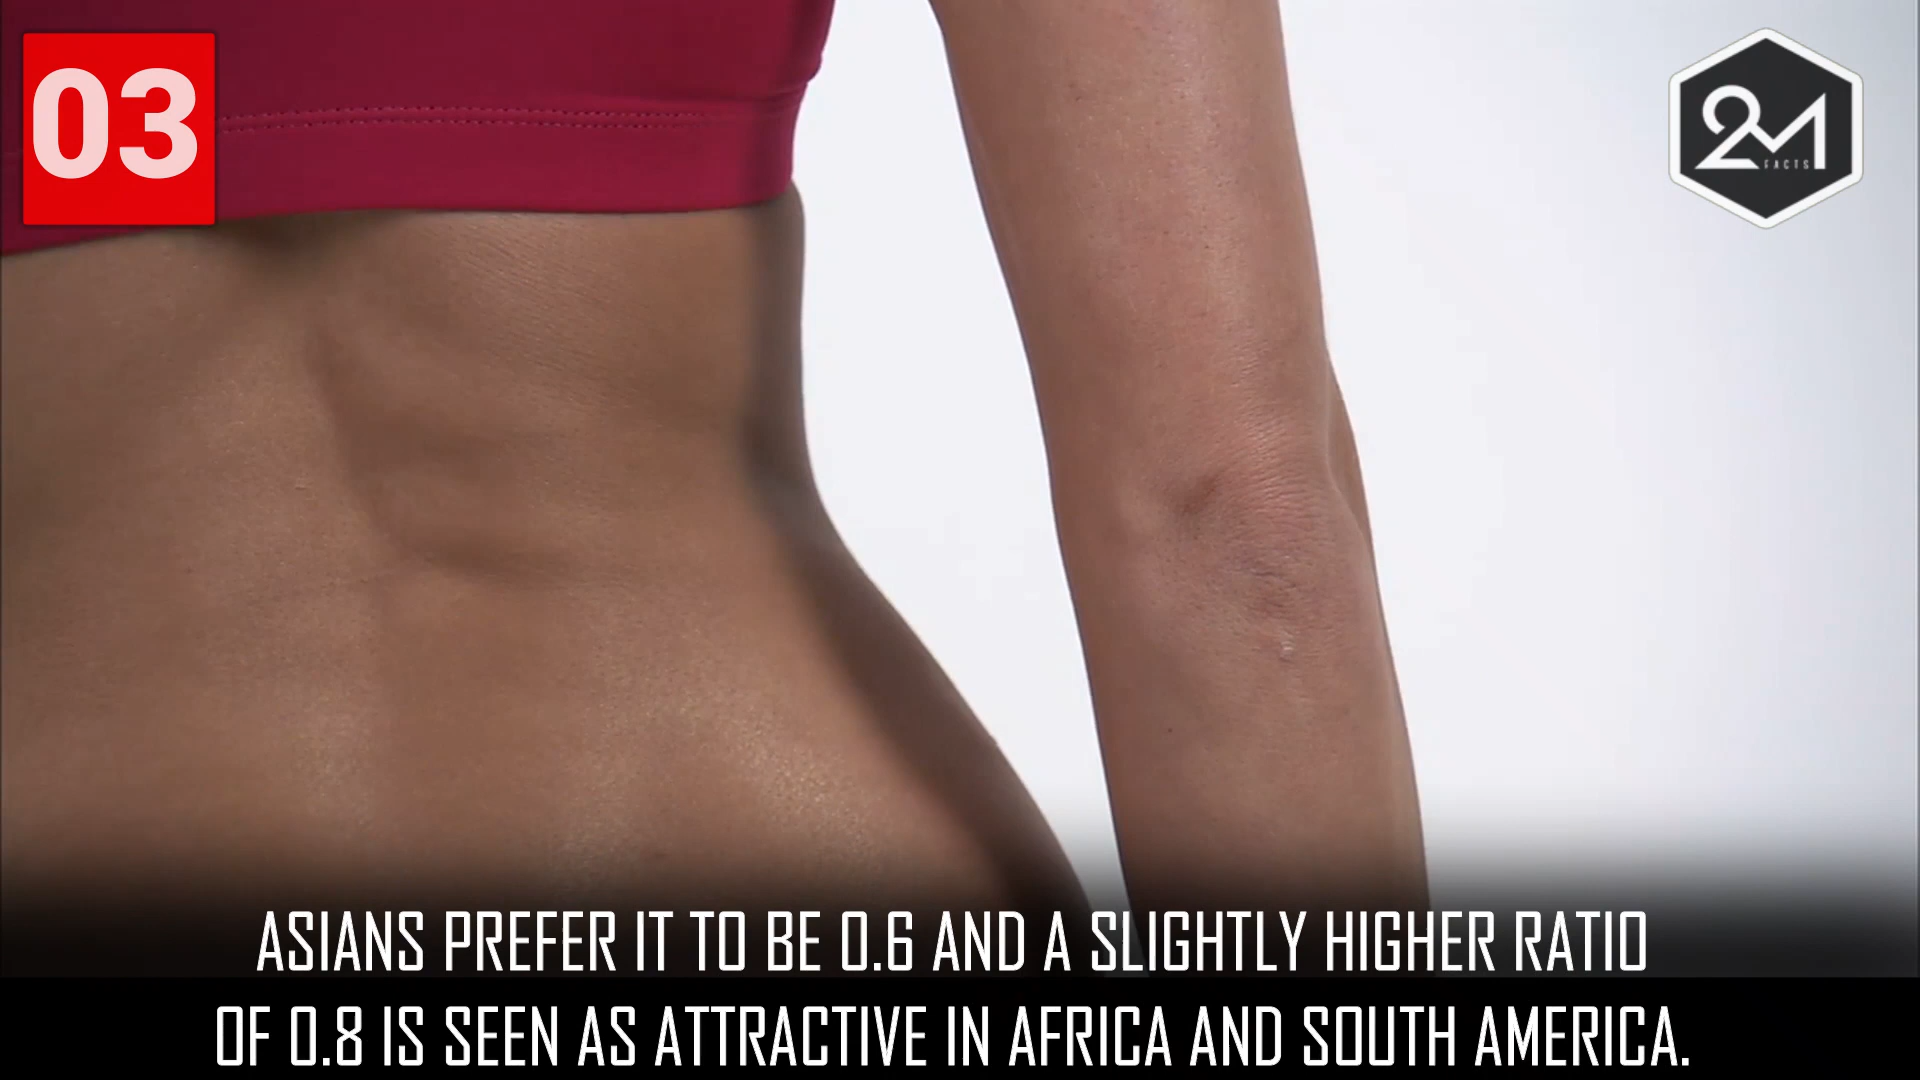 03
2M
FACTS
ASIANS PREFER IT TO BE 0.6 AND A SLIGHTLY HIGHER RATIO
OF 0.8 IS SEEN AS ATTRACTIVE IN AFRICA AND SOUTH AMERICA.